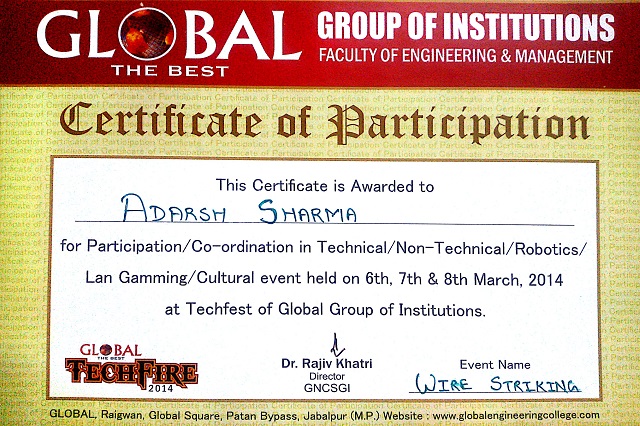 GLOBAL
THE BEST
GROUP OF INSTITUTIONS
FACULTY OF ENGINEERING & MANAGEMENT
Certificate of Participation
This Certificate is Awarded to
ADARSH SHARMA
for Participation/Co-ordination in Technical/Non-Technical/Robotics/
Lan Gamming/Cultural event held on 6th, 7th & 8th March, 2014
at Techfest of Global Group of Institutions.
GLOBAL
THE BEST
TECHFIRE
2014
Dr. Rajiv Khatri
Director
GNCSGI
Event Name
WIRE STRIKING
GLOBAL, Raigwan, Global Square, Patan Bypass, Jabalpur (M.P.) Website : www.globalengineeringcollege.com